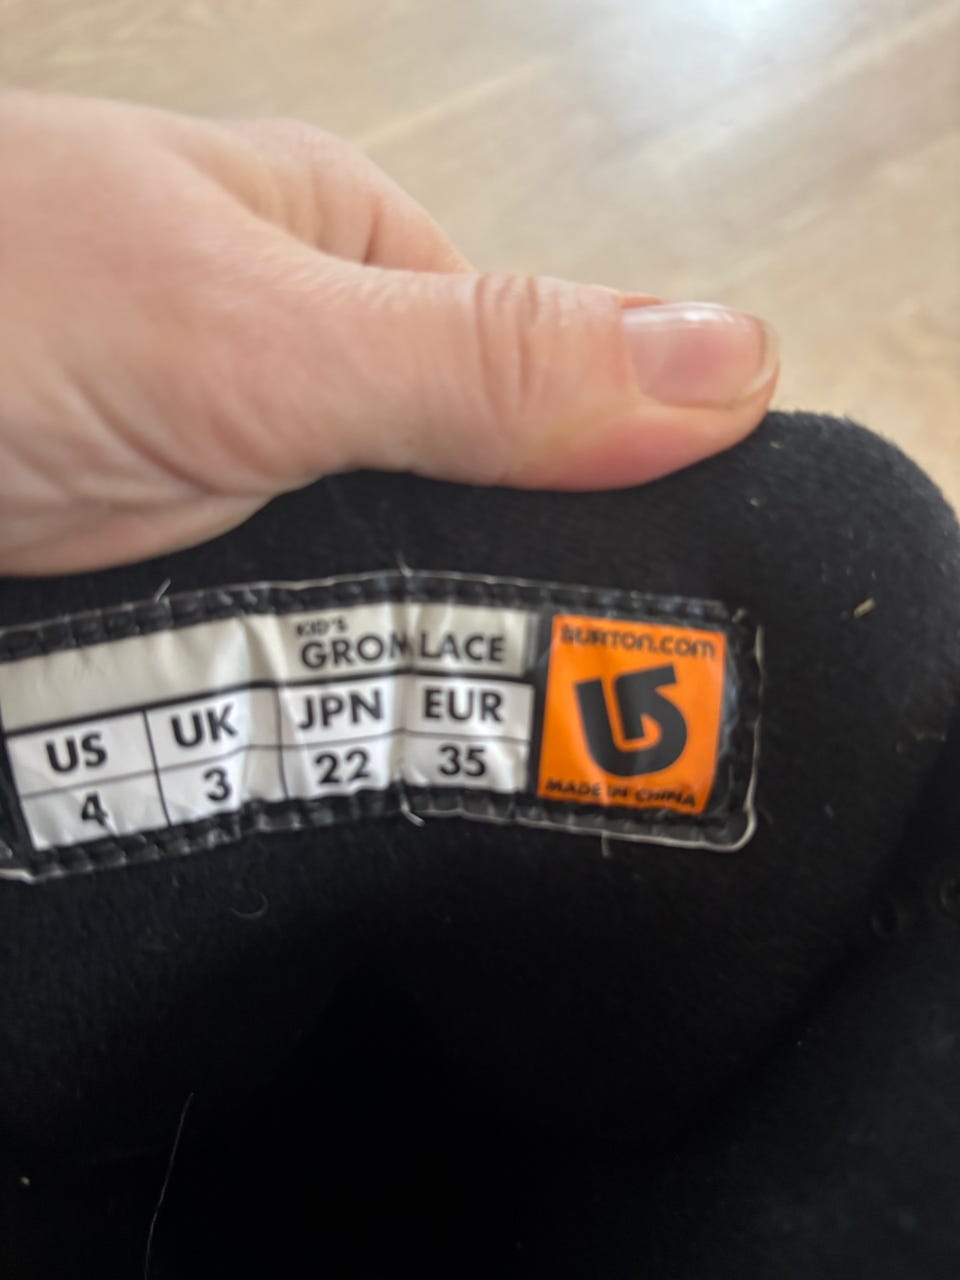 KID'S
GROM LACE
US UK JPN EUR
4 3 22 35
BURTON.COM
MADE IN CHINA